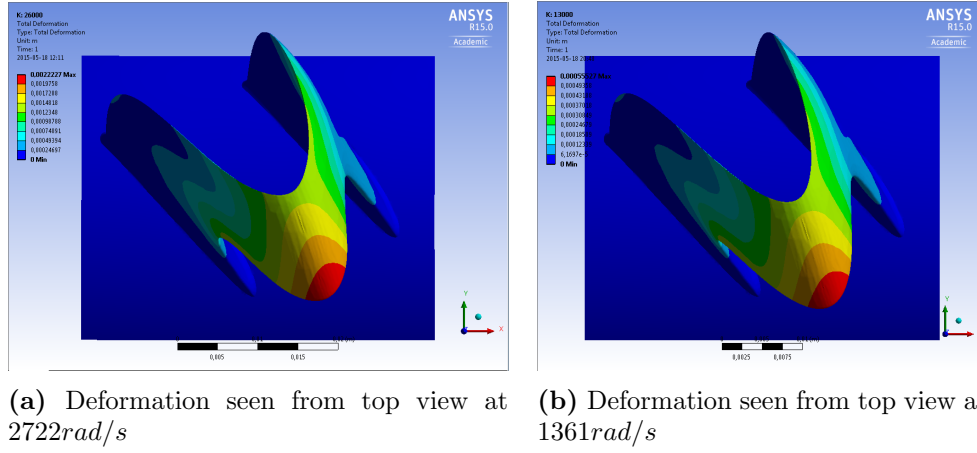 K: 26000
Total Deformation
Type: Total Deformation
Unit: m
Time: 1
2015-05-18 12:11
0.0022227 Max
0,0019758
0,0017288
0,0014818
0,0012348
0,00098788
0,00074091
0,00049394
0,00024697
0 Min
ANSYS
R15.0
Academic
Y
X
0,005
0,015
K: 13000
Total Deformation
Type: Total Deformation
Unit: m
Time: 1
2015-05-18
0 Min
ANSYS
R15.0
Academic
Y
0,0025
0,0075
(a) Deformation seen from top view at
2722rad/s
(b) Deformation seen from top view a
1361rad/s